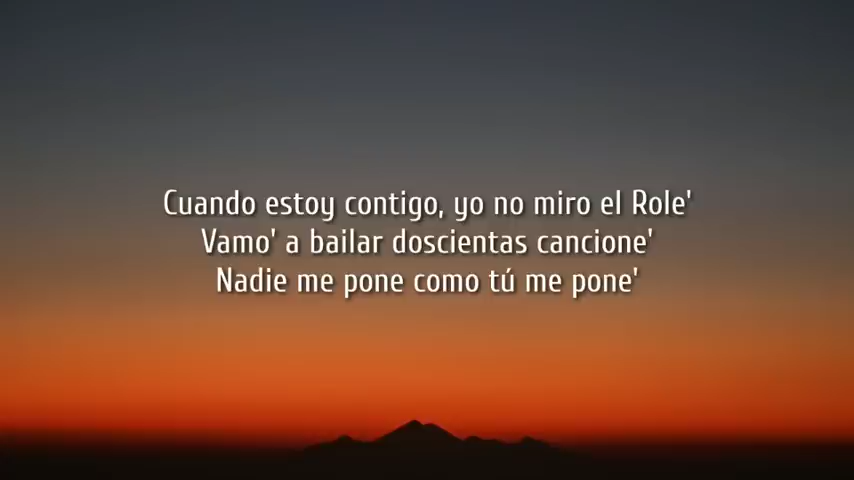 Cuando estoy contigo, yo no miro el Role'
Vamo' a bailar doscientas cancione'
Nadie me pone como tú me pone'